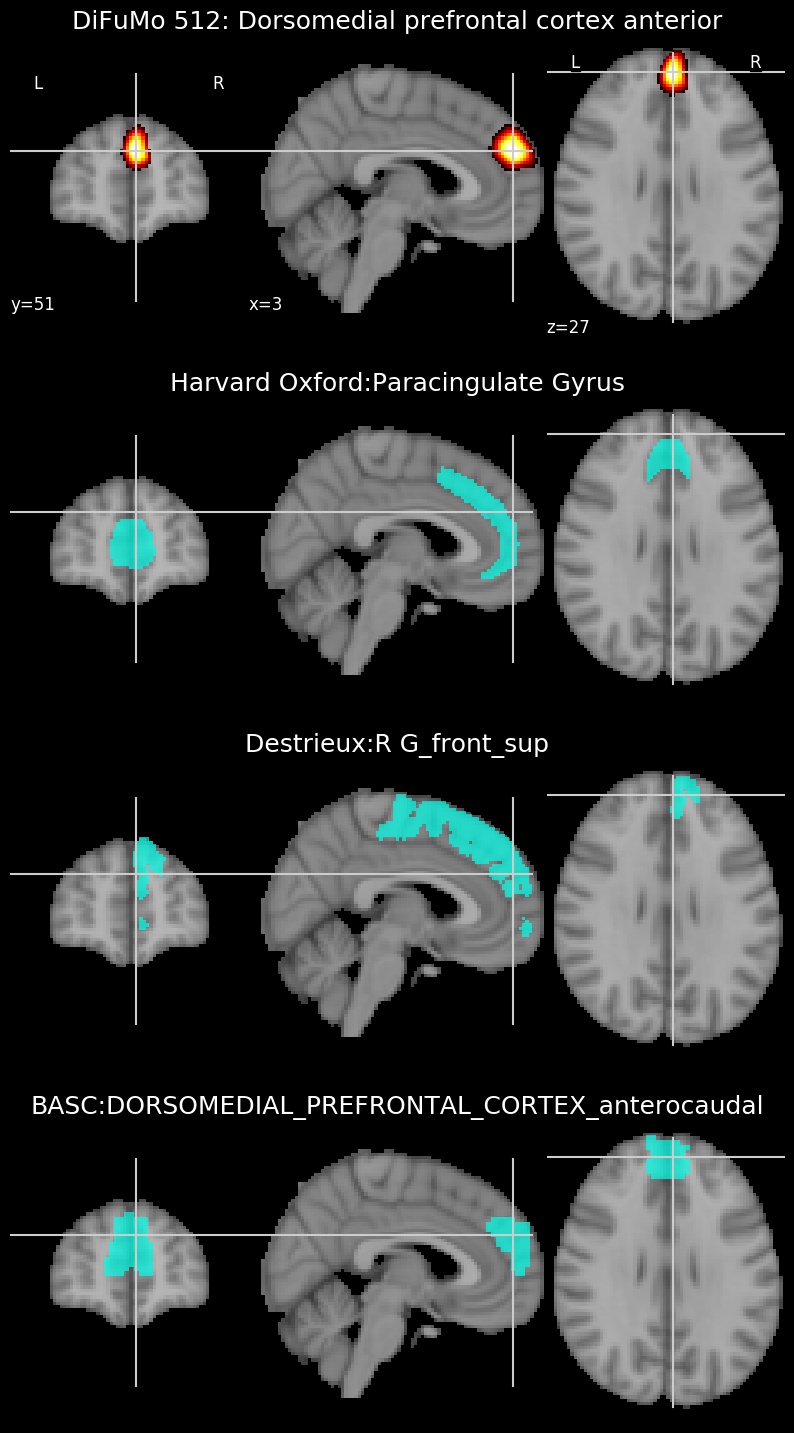 DiFuMo 512: Dorsomedial prefrontal cortex anterior
L R L R
y=51 x=3 z=27
Harvard Oxford:Paracingulate Gyrus
Destrieux:R G_front_sup
BASC:DORSOMEDIAL_PREFRONTAL_CORTEX_anterocaudal